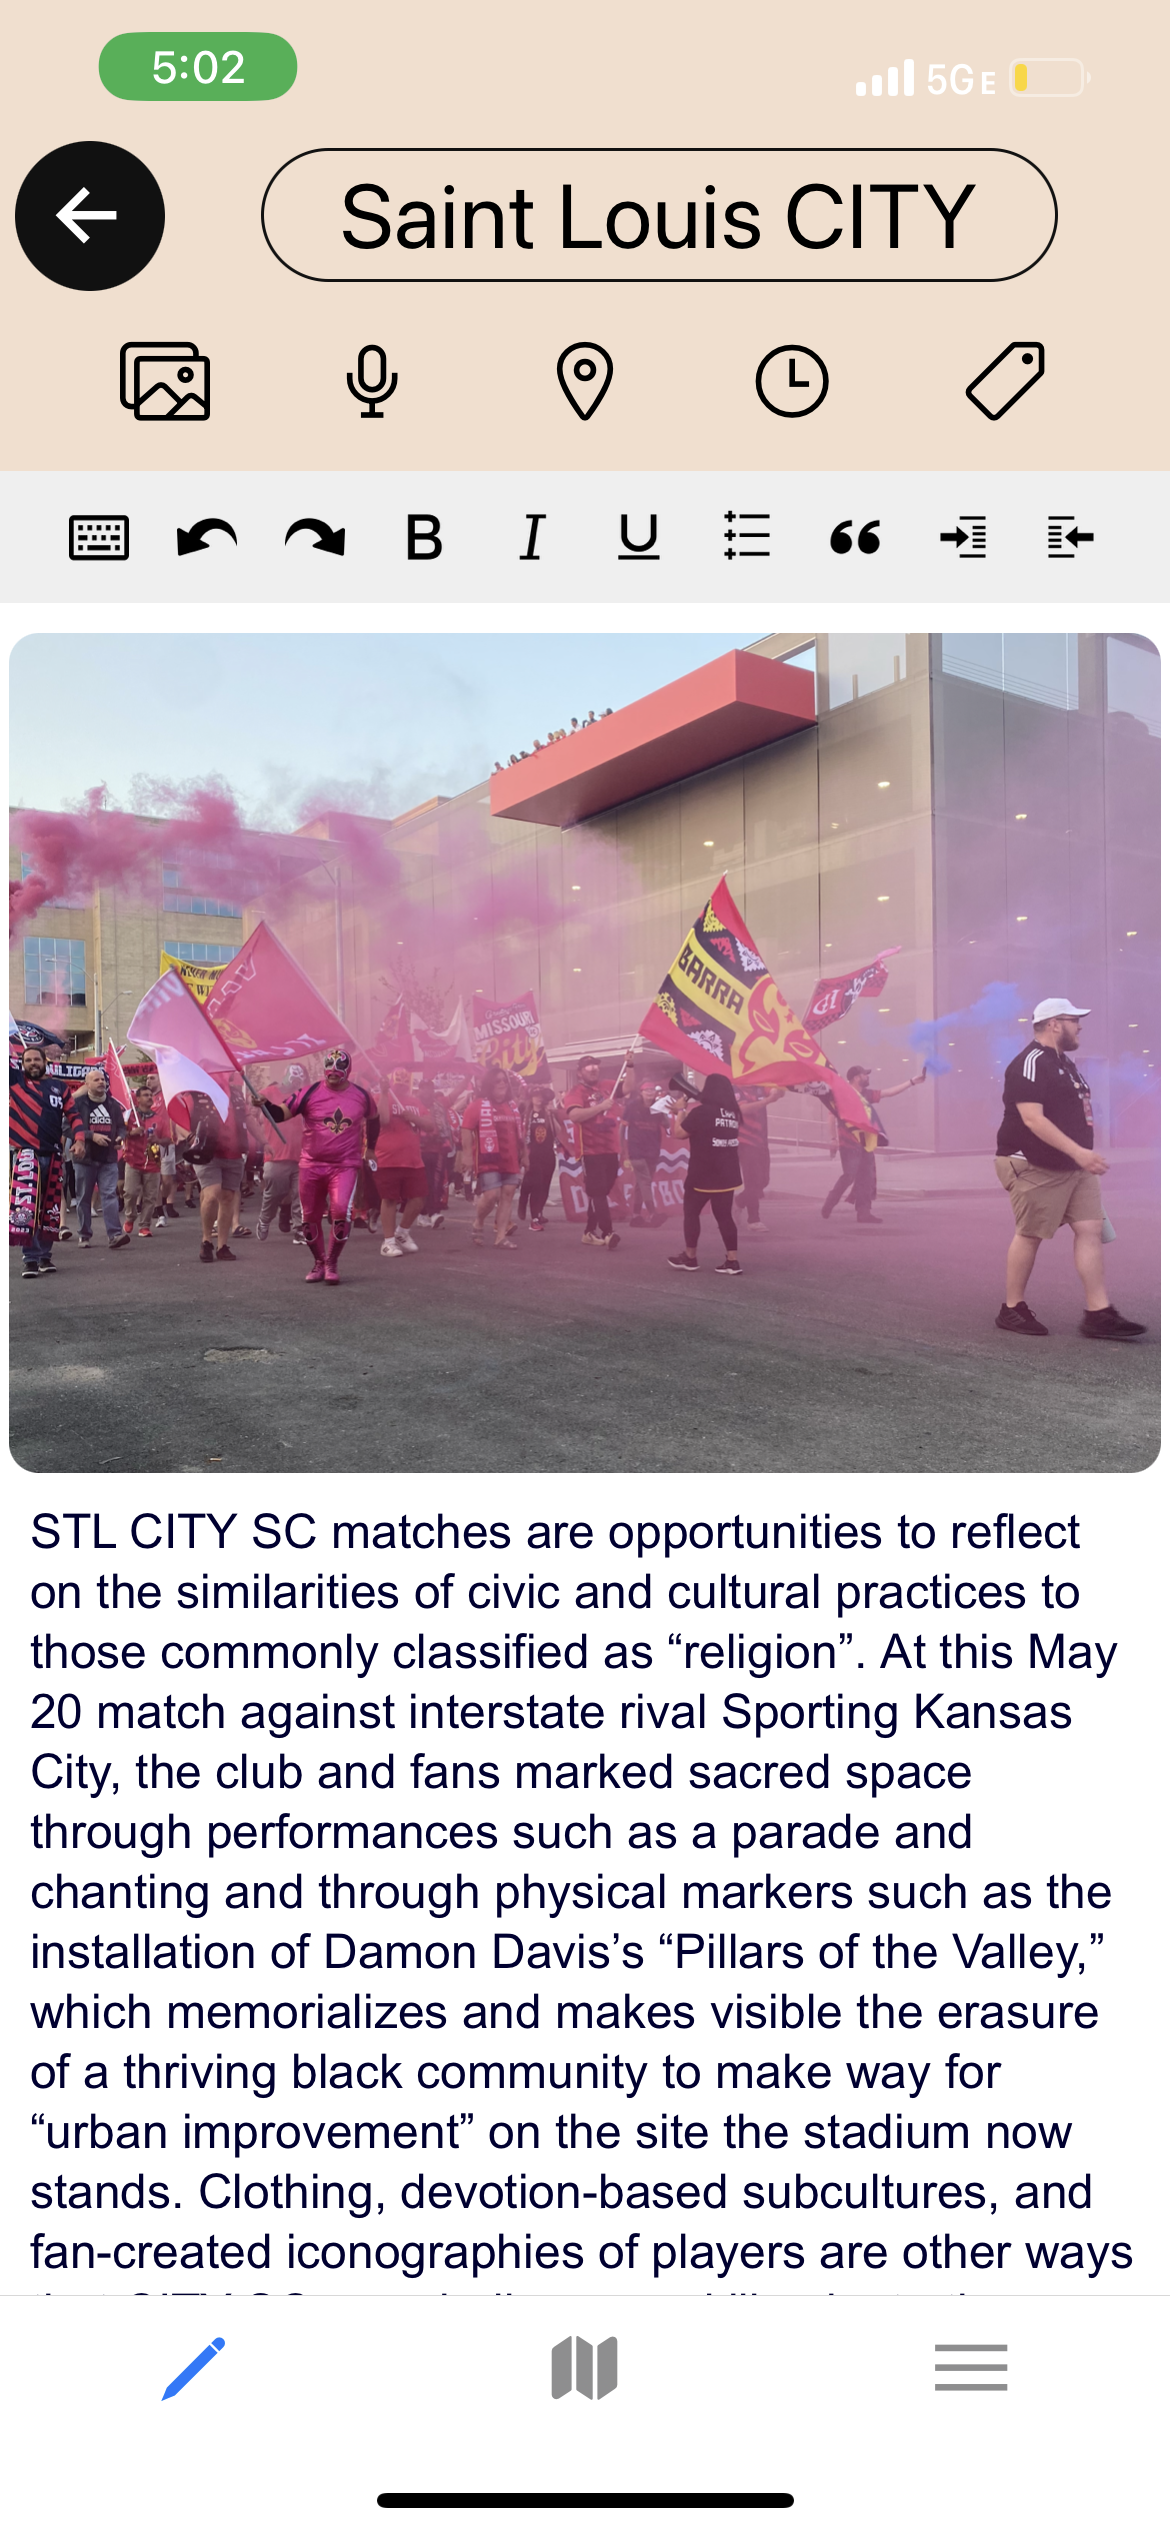 5:02
5G E
Saint Louis CITY
B I U
BARRA
MISSOURI
City
adidas
CITY
ST.LOUIS
STL CITY SC matches are opportunities to reflect
on the similarities of civic and cultural practices to
those commonly classified as “religion”. At this May
20 match against interstate rival Sporting Kansas
City, the club and fans marked sacred space
through performances such as a parade and
chanting and through physical markers such as the
installation of Damon Davis’s “Pillars of the Valley,”
which memorializes and makes visible the erasure
of a thriving black community to make way for
“urban improvement” on the site the stadium now
stands. Clothing, devotion-based subcultures, and
fan-created iconographies of players are other ways